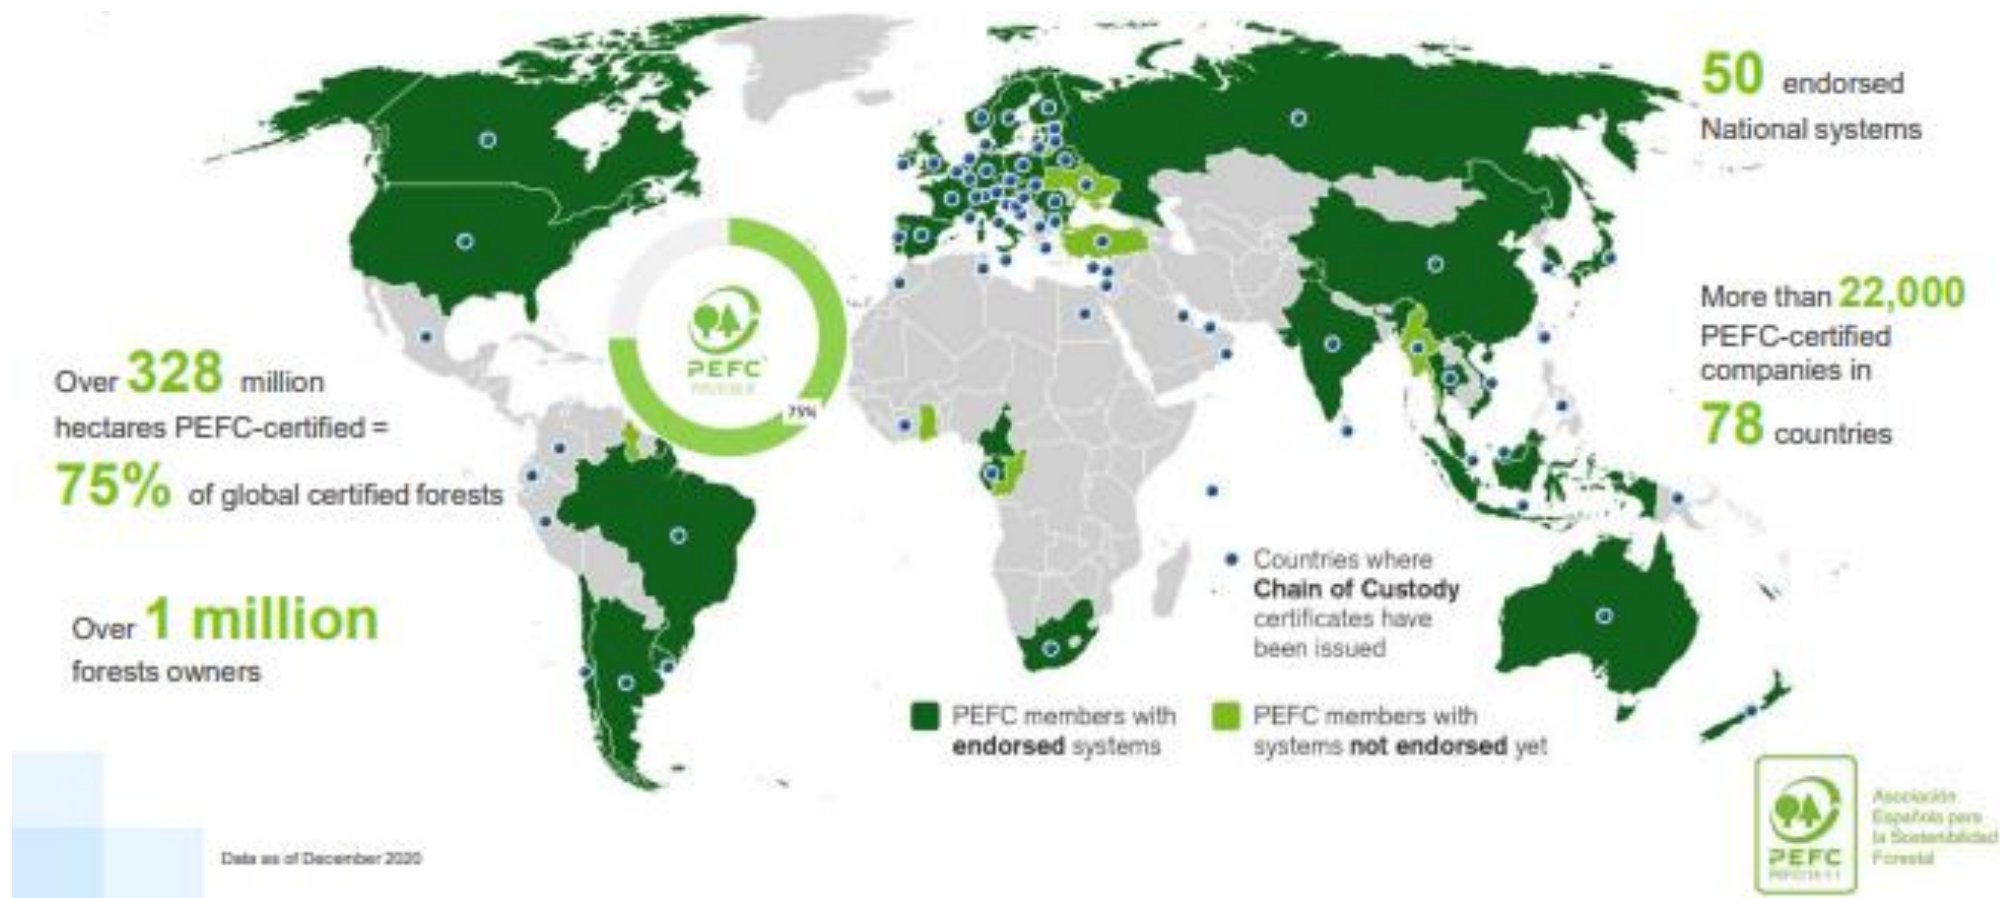 50 endorsed
National systems
More than 22,000
PEFC-certified
companies in
78 countries
Over 328 million
hectares PEFC-certified =
75% of global certified forests
Over 1 million
forests owners
PEFC
75%
Countries where
Chain of Custody
certificates have
been issued
PEFC members with
endorsed systems
PEFC members with
systems not endorsed yet
Data as of December 2020
PEFC
Asociación
Española para
la Sostenibilidad
Forestal